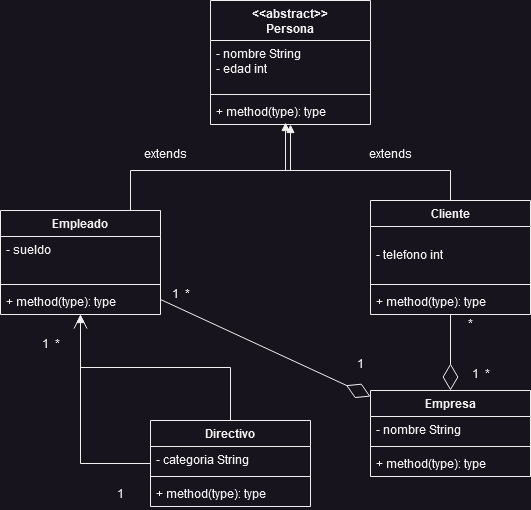 <<abstract>>
Persona
- nombre String
- edad int
+ method(type): type
extends
extends
Empleado
- sueldo
+ method(type): type
Cliente
- telefono int
+ method(type): type
1 *
*
1 *
1
1 *
Empresa
- nombre String
+ method(type): type
Directivo
- categoria String
+ method(type): type
1